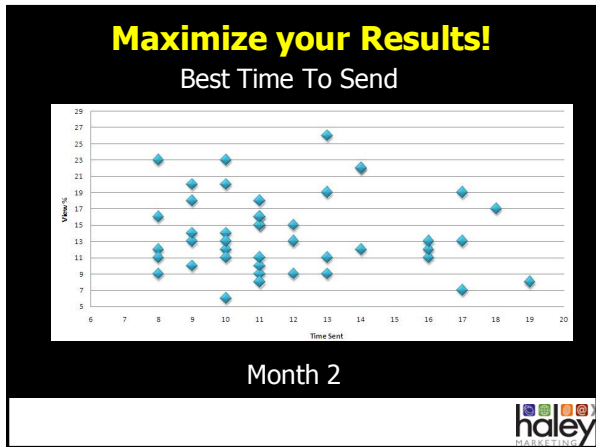 Maximize your Results!
Best Time To Send
29
27
25
23
21
19
17
15
13
11
9
7
5
View %
6 7 8 9 10 11 12 13 14 15 16 17 18 19 20
Time Sent
Month 2
haley
MARKETING